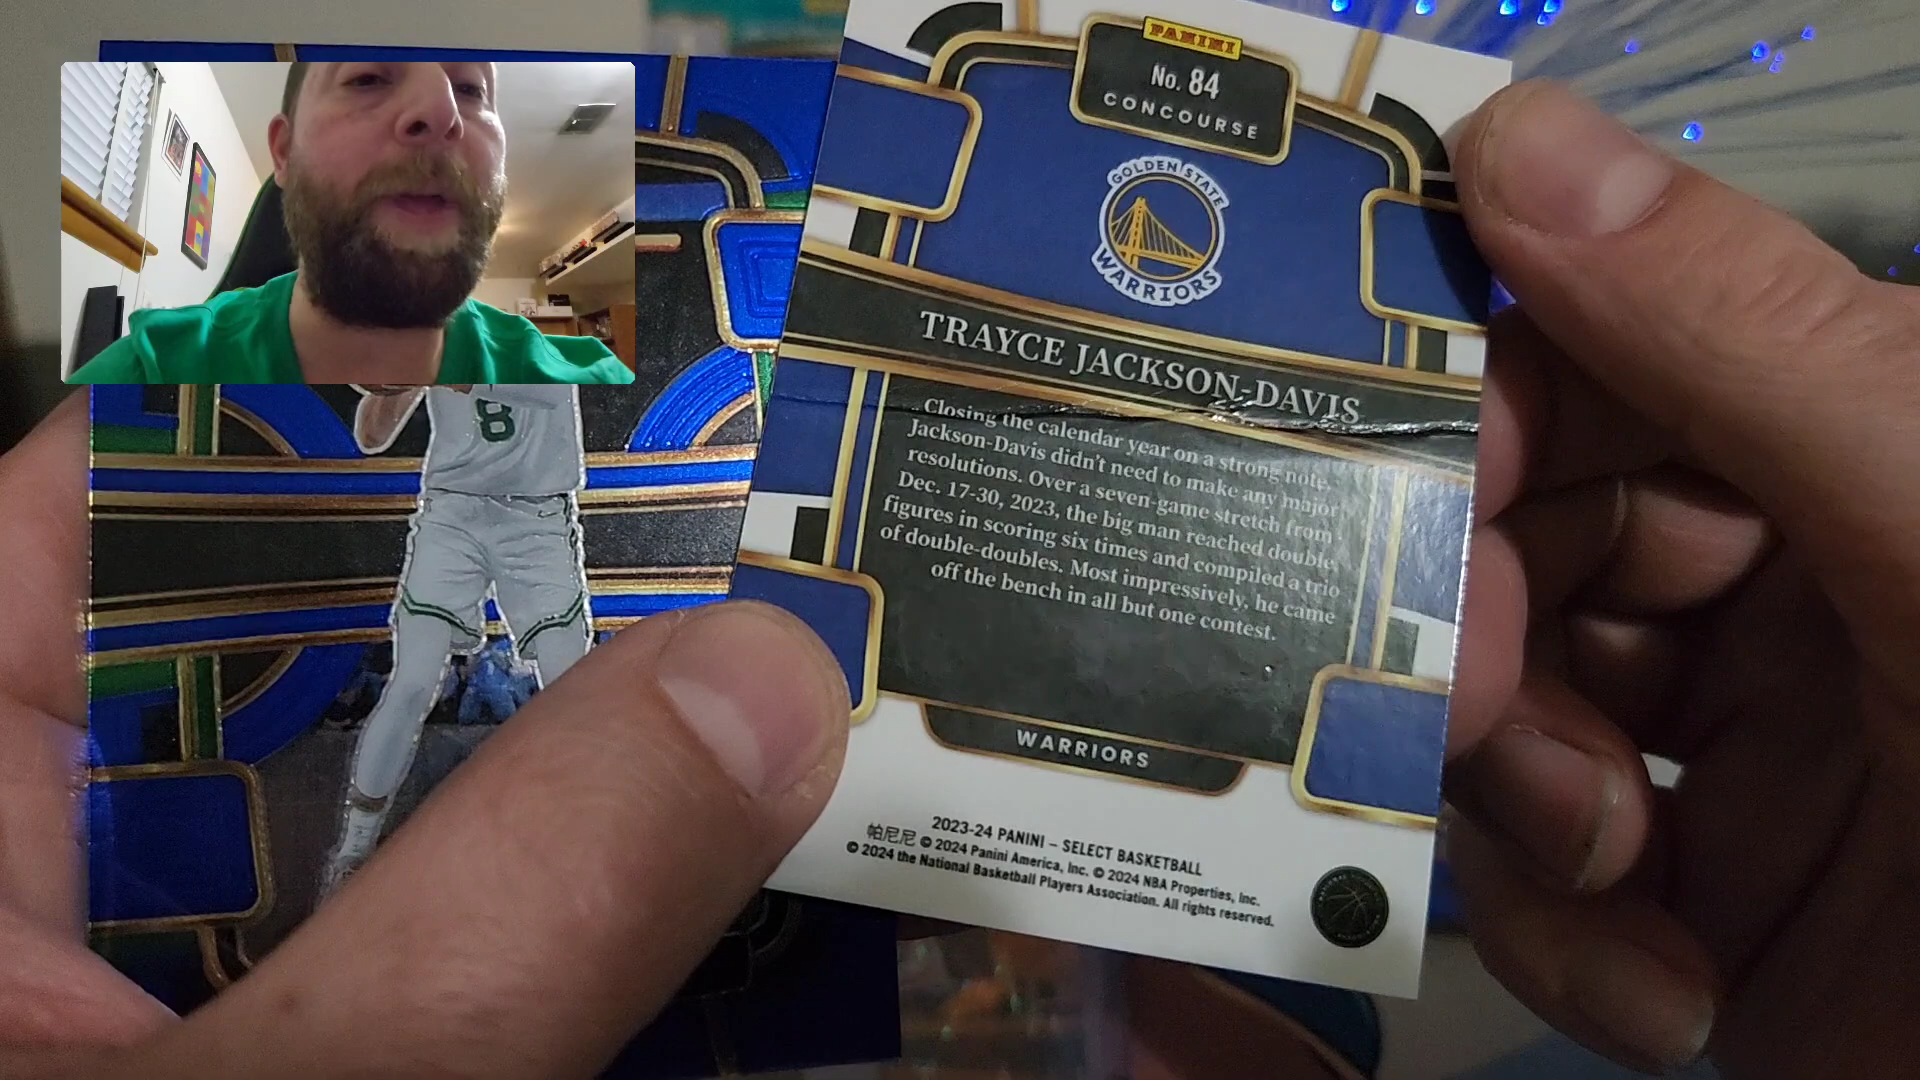 PANINI
No. 84
CONCOURSE
GOLDEN STATE
WARRIORS
TRAYCE JACKSON-DAVIS
Closing the calendar year on a strong note,
Jackson-Davis didn't need to make any major
resolutions. Over a seven-game stretch from
Dec. 17-30, 2023, the big man reached double
figures in scoring six times and compiled a trio
of double-doubles. Most impressively, he came
off the bench in all but one contest.
WARRIORS
2023-24 PANINI – SELECT BASKETBALL
帕尼尼 © 2024 Panini America, Inc. © 2024 NBA Properties, Inc.
© 2024 the National Basketball Players Association. All rights reserved.
8